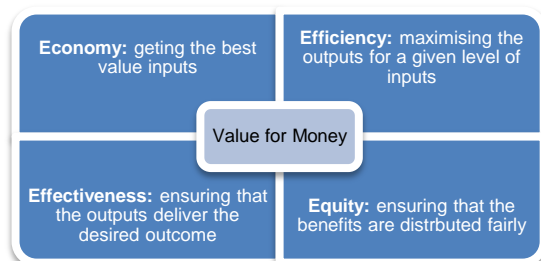 Economy: geting the best
value inputs
Efficiency: maximising the
outputs for a given level of
inputs
Value for Money
Effectiveness: ensuring that
the outputs deliver the
desired outcome
Equity: ensuring that the
benefits are distrbuted fairly